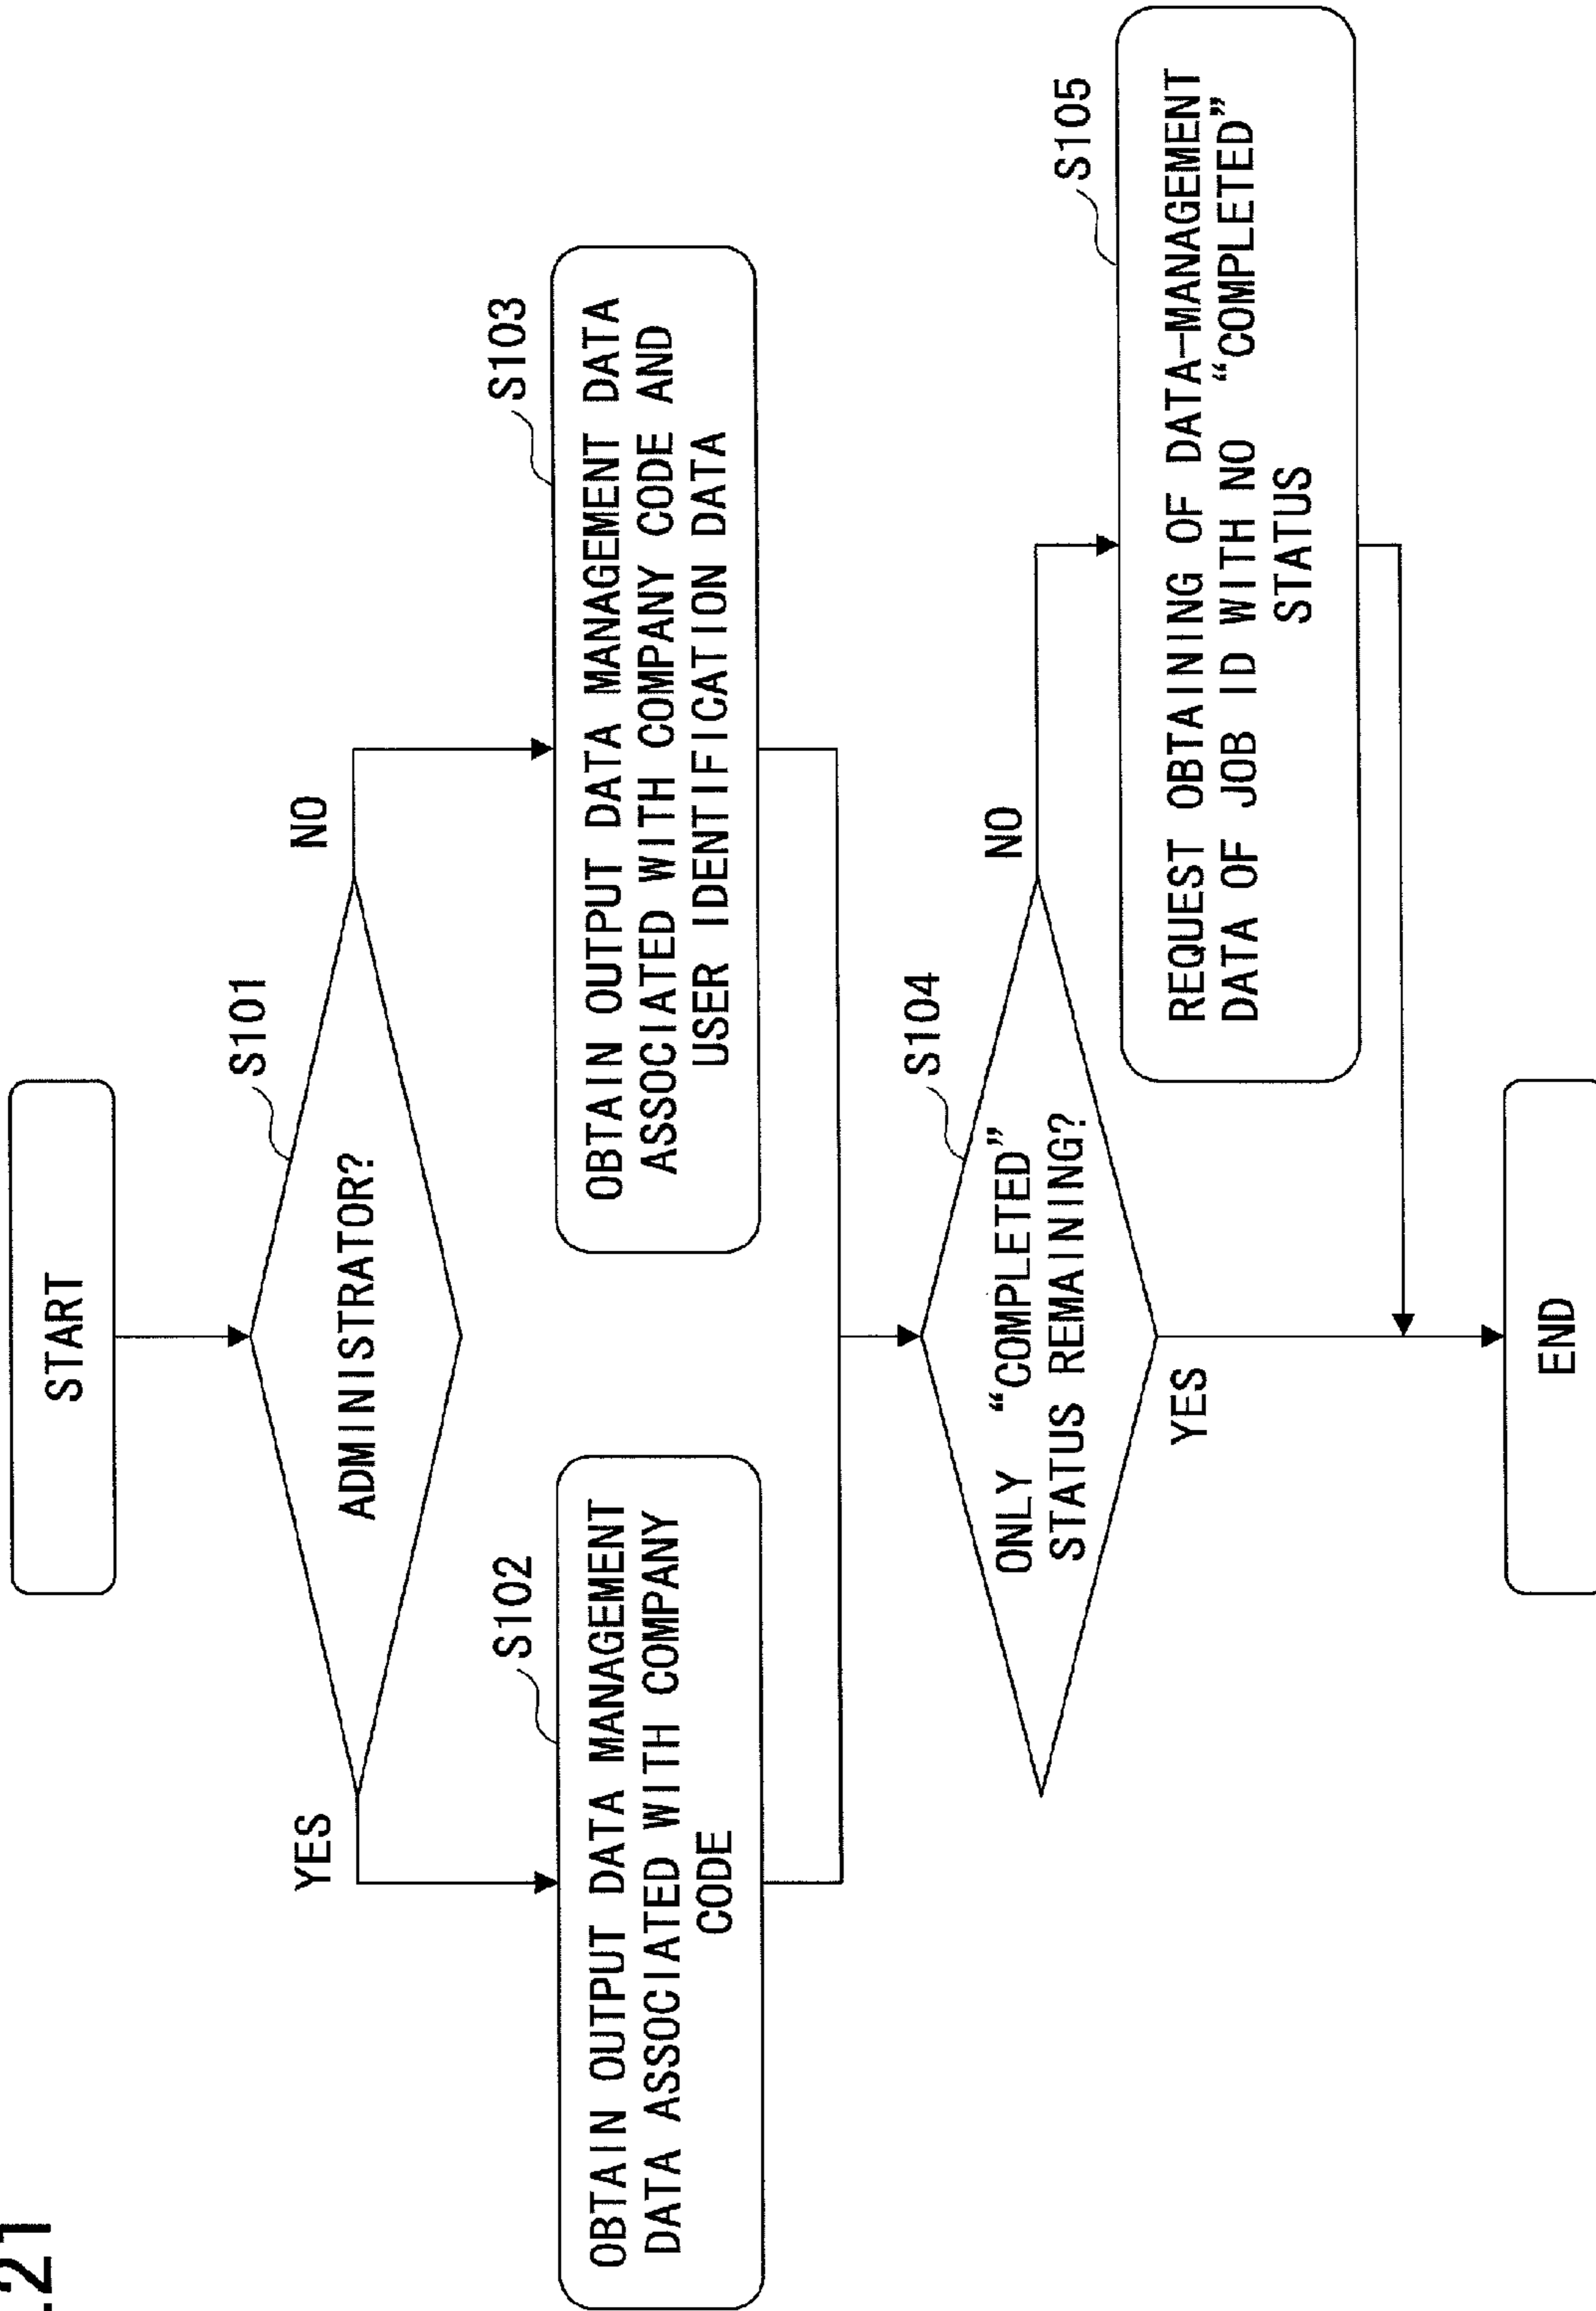 .21
START
S101
ADMINISTRATOR?
YES
NO
S102
OBTAIN OUTPUT DATA MANAGEMENT
DATA ASSOCIATED WITH COMPANY
CODE
S103
OBTAIN OUTPUT DATA MANAGEMENT DATA
ASSOCIATED WITH COMPANY CODE AND
USER IDENTIFICATION DATA
S104
ONLY “COMPLETED”
STATUS REMAINING?
NO
YES
S105
REQUEST OBTAINING OF DATA-MANAGEMENT
DATA OF JOB ID WITH NO “COMPLETED”
STATUS
END